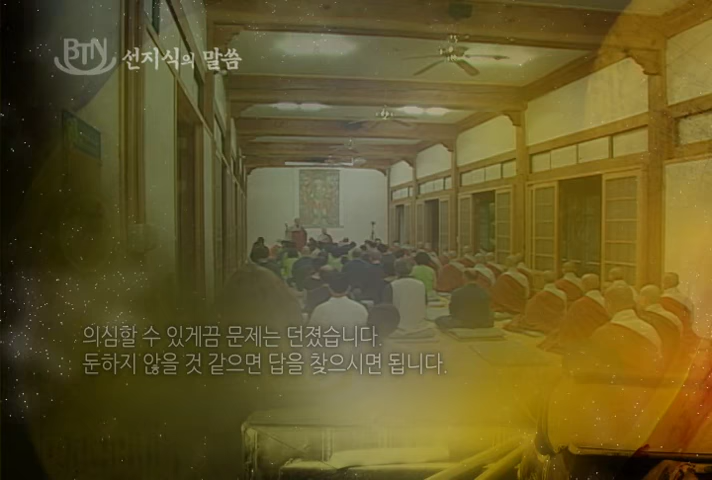 BTN 선지식의 말씀
의심할 수 있게끔 문제는 던졌습니다.
둔하지 않을 것 같으면 답을 찾으시면 됩니다.